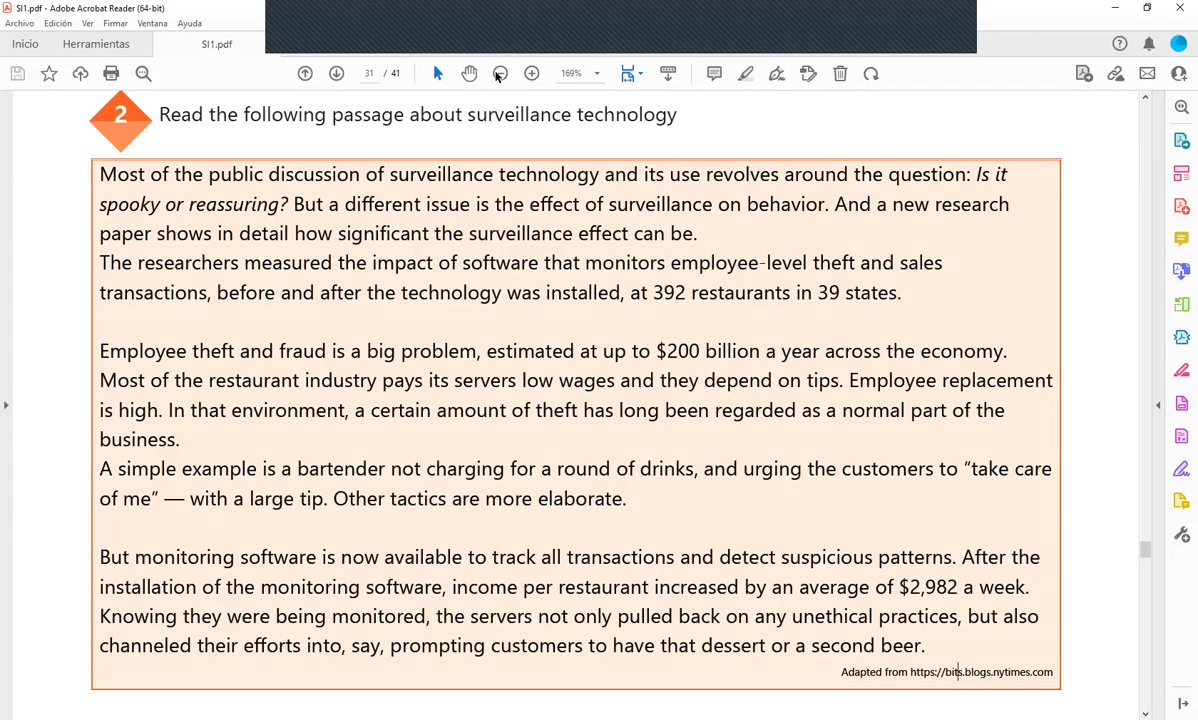 SI1.pdf - Adobe Acrobat Reader (64-bit)
Archivo Edición Ver Firmar Ventana Ayuda
Inicio Herramientas SI1.pdf
31 / 41 169%
2 Read the following passage about surveillance technology
Most of the public discussion of surveillance technology and its use revolves around the question: Is it
spooky or reassuring? But a different issue is the effect of surveillance on behavior. And a new research
paper shows in detail how significant the surveillance effect can be.
The researchers measured the impact of software that monitors employee-level theft and sales
transactions, before and after the technology was installed, at 392 restaurants in 39 states.
Employee theft and fraud is a big problem, estimated at up to $200 billion a year across the economy.
Most of the restaurant industry pays its servers low wages and they depend on tips. Employee replacement
is high. In that environment, a certain amount of theft has long been regarded as a normal part of the
business.
A simple example is a bartender not charging for a round of drinks, and urging the customers to “take care
of me” — with a large tip. Other tactics are more elaborate.
But monitoring software is now available to track all transactions and detect suspicious patterns. After the
installation of the monitoring software, income per restaurant increased by an average of $2,982 a week.
Knowing they were being monitored, the servers not only pulled back on any unethical practices, but also
channeled their efforts into, say, prompting customers to have that dessert or a second beer.
Adapted from https://bits.blogs.nytimes.com